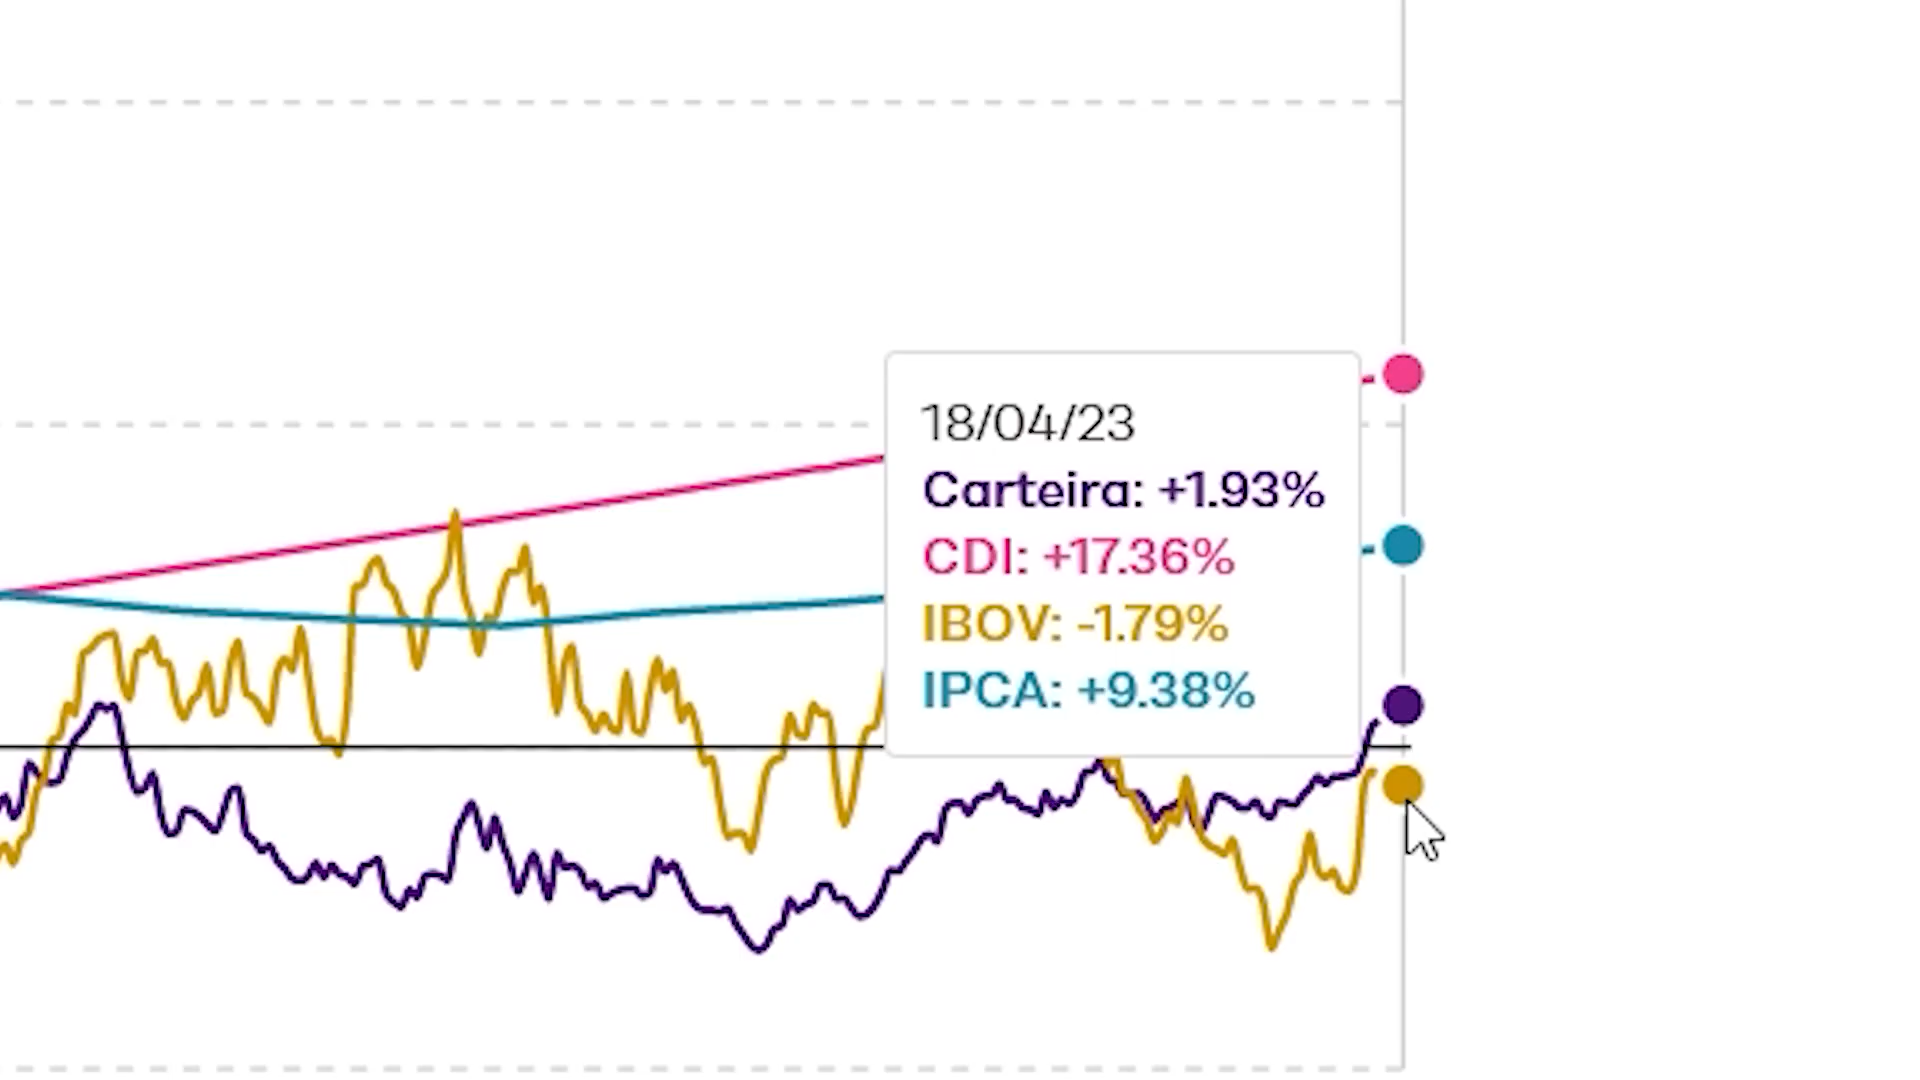 18/04/23
Carteira: +1.93%
CDI: +17.36%
IBOV: -1.79%
IPCA: +9.38%